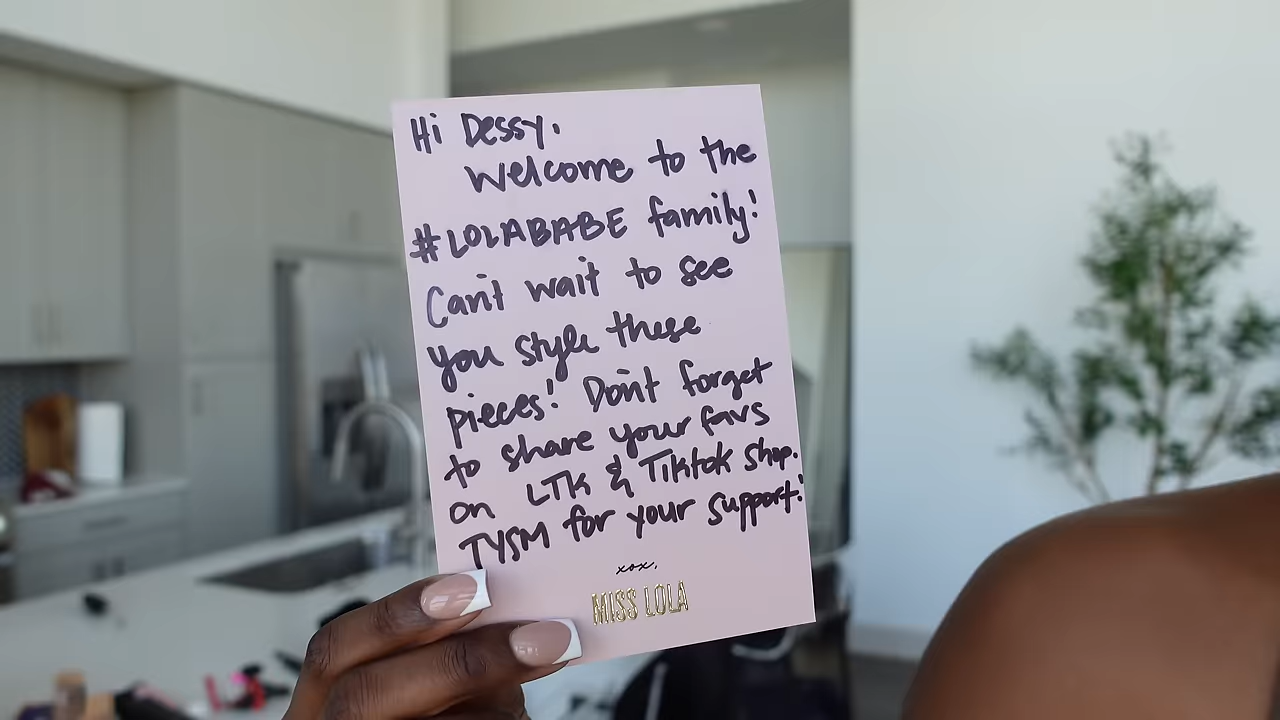 Hi Dessy,
Welcome to the
#LOLABABE family!
Can't wait to see
you style these
pieces! Don't forget
to share your favs
on LTK & Tiktok shop.
TYSM for your support!
xox,
MISS LOLA